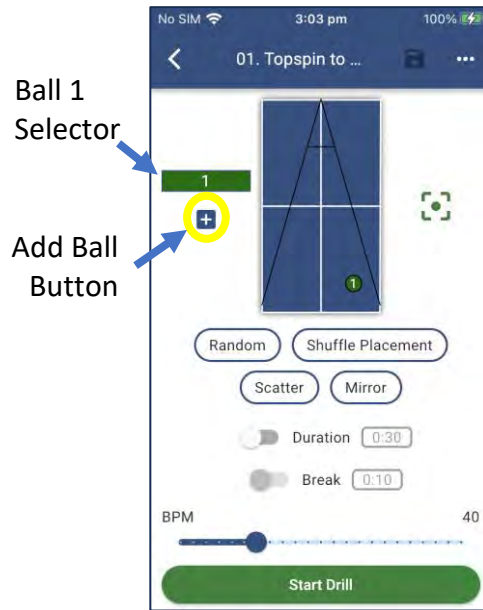 No SIM 3:03 pm 100%
01. Topspin to ...
Ball 1
Selector
1
Add Ball
Button
1
Random Shuffle Placement
Scatter Mirror
Duration 0:30
Break 0:10
BPM 40
Start Drill